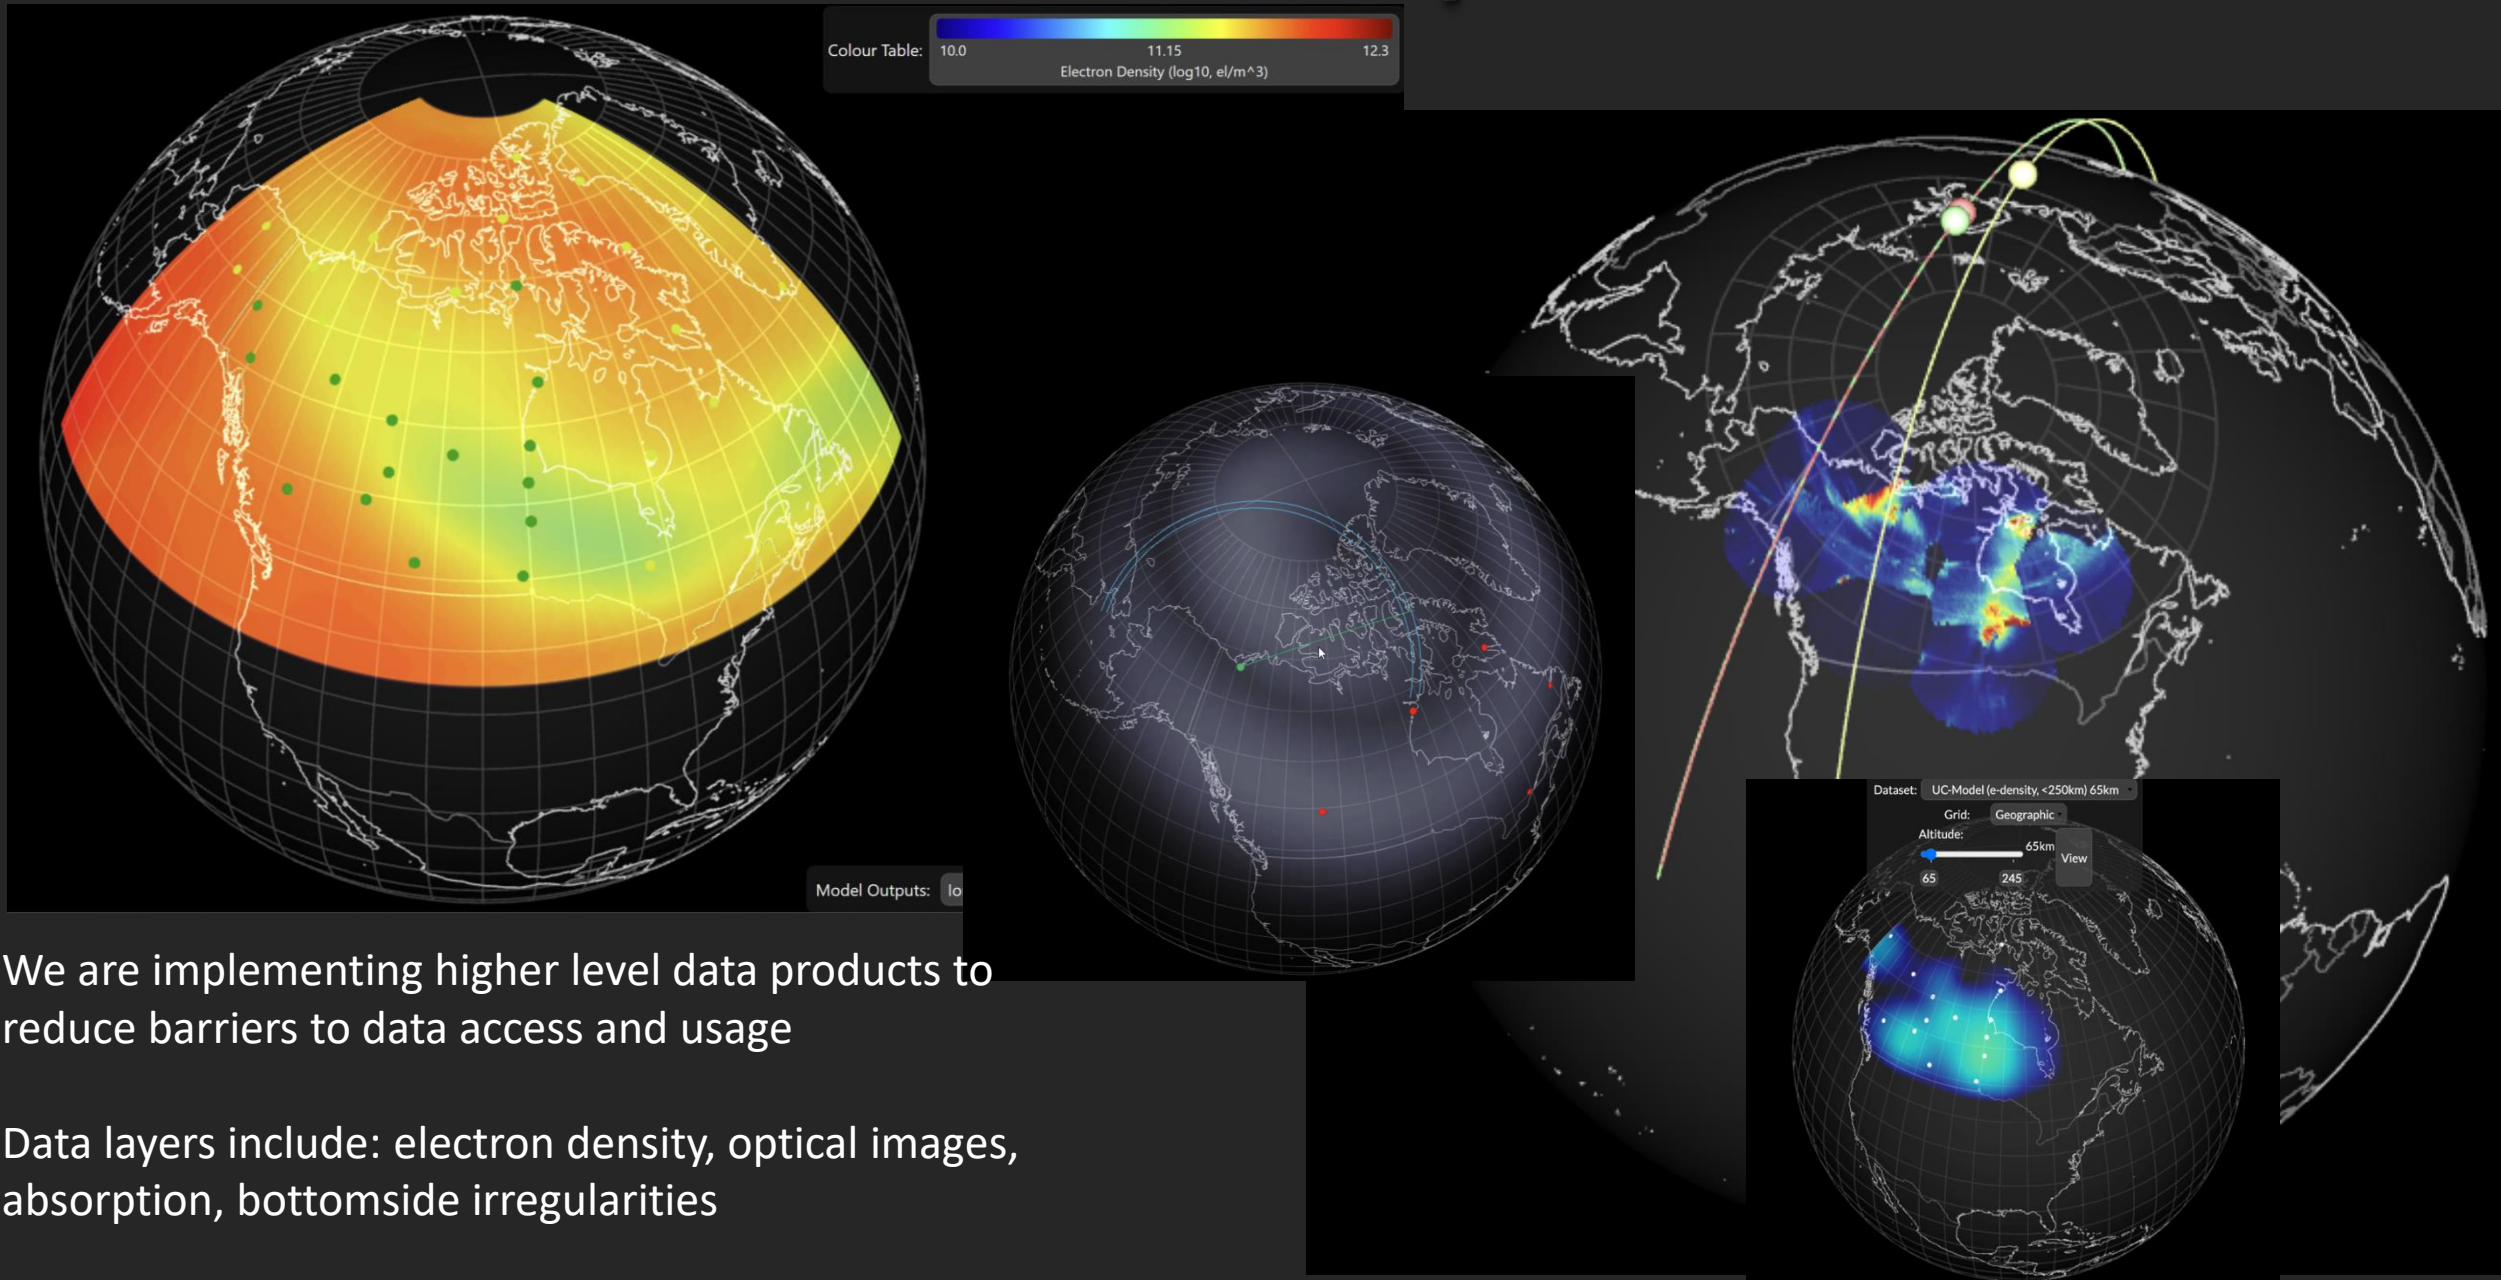 Colour Table:
10.0 11.15 12.3
Electron Density (log10, el/m^3)
Model Outputs: lo
Dataset: UC-Model (e-density, <250km) 65km
Grid: Geographic
Altitude:
65km
View
65 245
We are implementing higher level data products to
reduce barriers to data access and usage
Data layers include: electron density, optical images,
absorption, bottomside irregularities